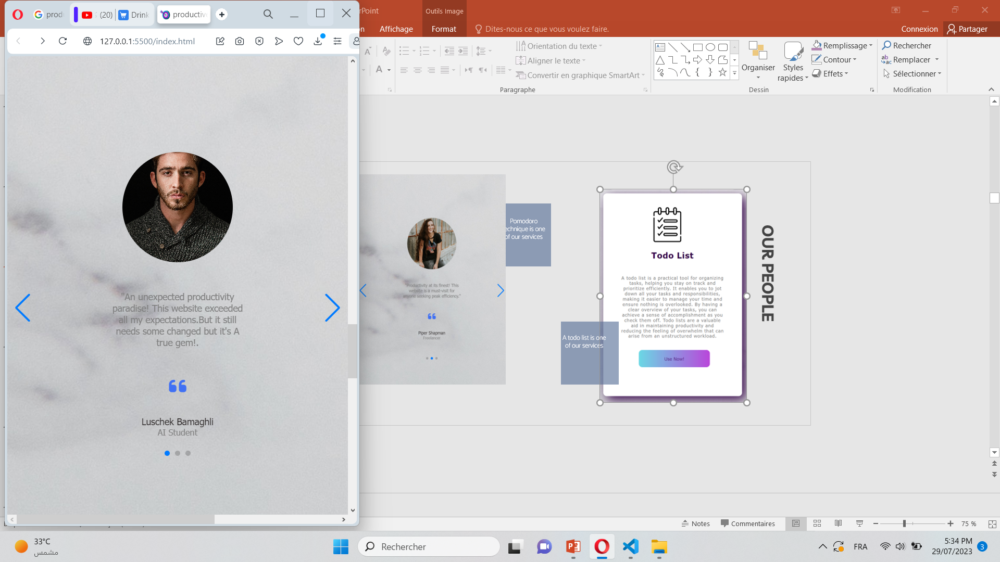 prod
(20)
Drink
productiv
127.0.0.1:5500/index.html
"An unexpected productivity
paradise! This website exceeded
all my expectations.But it still
needs some changed but it's A
true gem!.
Luschek Bamaghli
AI Student
Point
Outils Image
Affichage
Format
Dites-nous ce que vous voulez faire.
Connexion
Partager
Orientation du texte
Aligner le texte
Convertir en graphique SmartArt
Paragraphe
Organiser
Styles
rapides
Remplissage
Contour
Effets
Dessin
Rechercher
Remplacer
Sélectionner
Modification
"Productivity at its finest! This
website is a must-visit for
anyone seeking peak efficiency."
Piper Shapman
Freelancer
Pomodoro
echnique is one
of our services
A todo list is one
of our services
Todo List
A todo list is a practical tool for organizing
tasks, helping you stay on track and
prioritize efficiently. It enables you to jot
down all your tasks and responsibilities,
making it easier to manage your time and
ensure nothing is overlooked. By having a
clear overview of your tasks, you can
achieve a sense of accomplishment as you
check them off. Todo lists are a valuable
aid in maintaining productivity and
reducing the feeling of overwhelm that can
arise from an unstructured workload.
Use Now!
OUR PEOPLE
Notes
Commentaires
75 %
33°C
مشمس
Rechercher
FRA
5:34 PM
29/07/2023
3